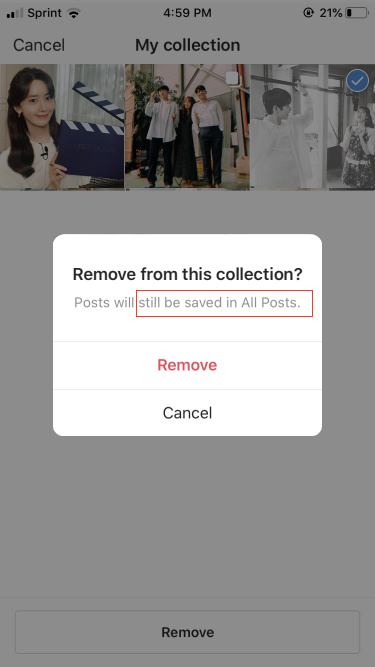 Sprint 4:59 PM 21%
Cancel My collection
Remove from this collection?
Posts will still be saved in All Posts.
Remove
Cancel
Remove